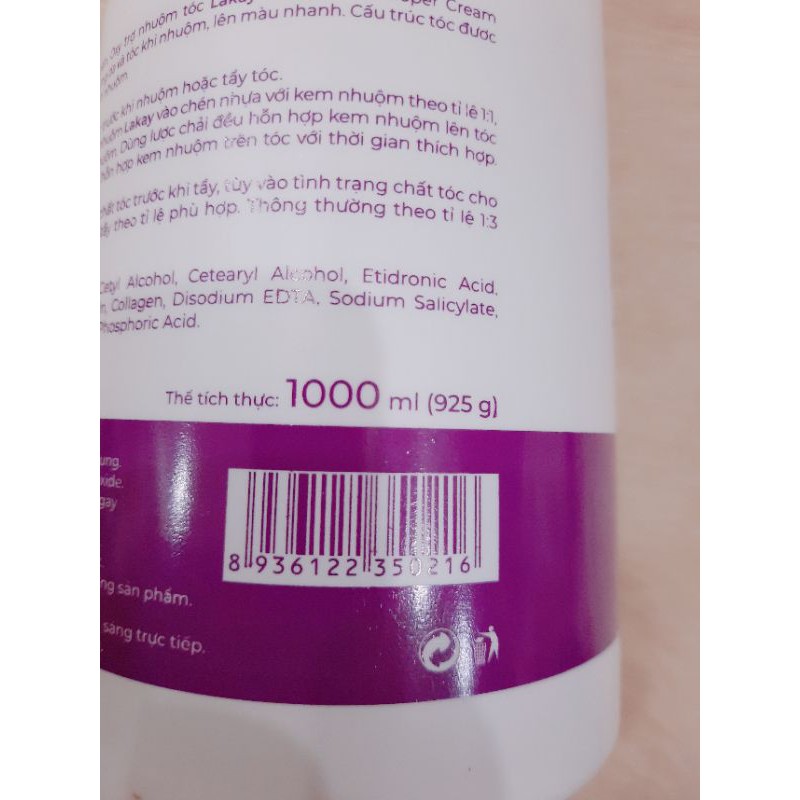 Cream
Oxy trợ nhuộm tóc Lakay
và tóc khi nhuộm, lên màu nhanh. Cấu trúc tóc được
khi nhuộm hoặc tẩy tóc.
Lakay vào chén nhựa với kem nhuộm theo tỉ lệ 1:1,
Dùng lược chải đều hỗn hợp kem nhuộm lên tóc
hỗn hợp kem nhuộm trên tóc với thời gian thích hợp.
chất tóc trước khi tẩy, tùy vào tình trạng chất tóc cho
theo tỉ lệ phù hợp. Thông thường theo tỉ lệ 1:3
Cetyl Alcohol, Cetearyl Alcohol, Etidronic Acid,
Collagen, Disodium EDTA, Sodium Salicylate,
Phosphoric Acid.
Thể tích thực: 1000 ml (925 g)
8 936122 350216
sản phẩm.
sáng trực tiếp.